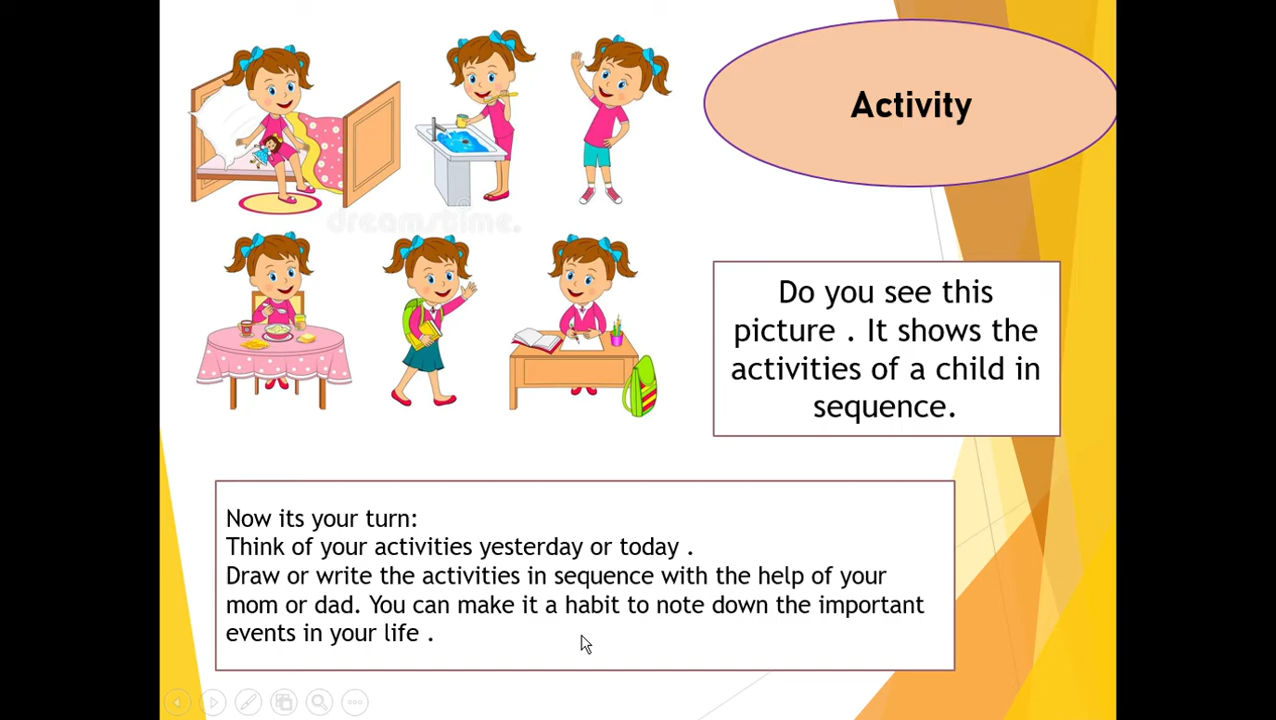 Activity
dreamstime.
Do you see this
picture . It shows the
activities of a child in
sequence.
Now its your turn:
Think of your activities yesterday or today .
Draw or write the activities in sequence with the help of your
mom or dad. You can make it a habit to note down the important
events in your life .